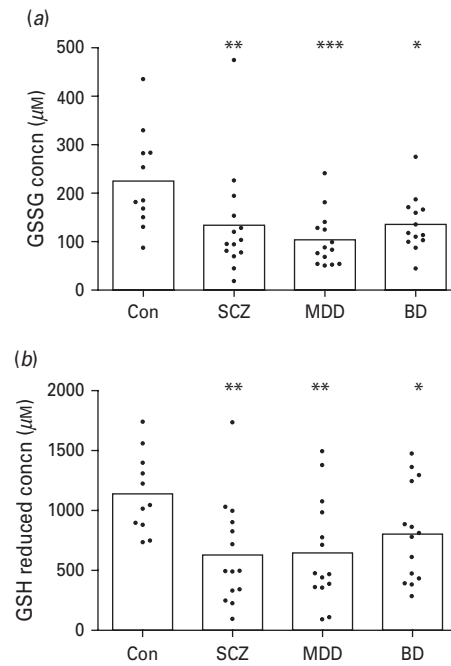 (a)
500
400
300
200
100
0
GSSG concn (μM)
** *** *
Con SCZ MDD BD
(b)
2000
1500
1000
500
0
GSH reduced concn (μM)
** ** *
Con SCZ MDD BD